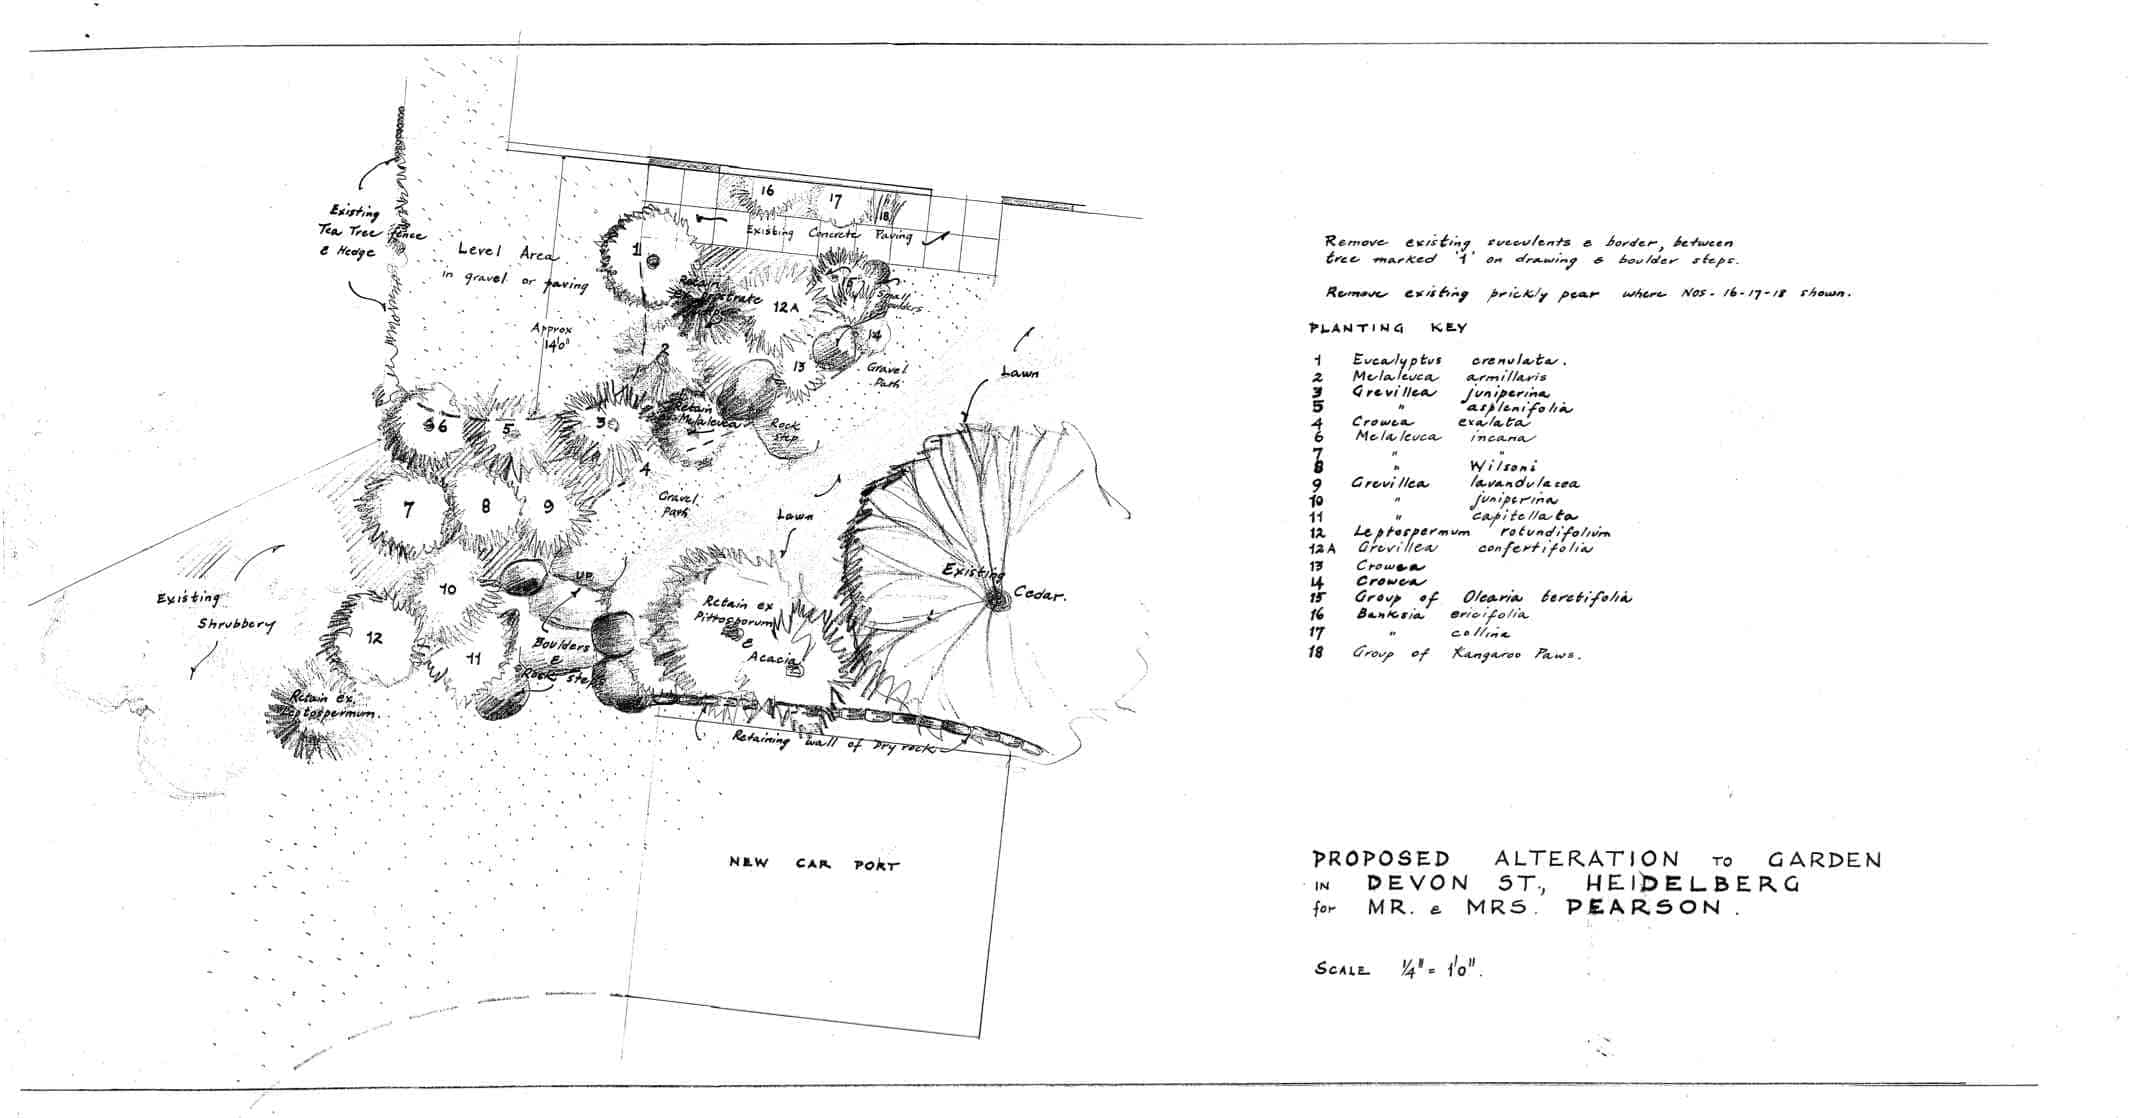 16
17
18
Existing Concrete Paving
Existing
Tea Tree fence
& Hedge
Level Area
in gravel or paving
1
Retain
Prostrate
12A
15
Small
Boulders
14
Approx
14'0"
2
13
Gravel
Path
Lawn
Retain
Melaleuca
Rock
Step
6
5
3
4
7
8
9
Gravel
Path
Lawn
UP
10
Existing
Cedar.
Existing
Shrubbery
12
11
Boulders
&
Rock steps
Retain ex
Pittosporum
&
Acacia
Retain ex.
Leptospermum.
Retaining wall of Dry rock
NEW CAR PORT
Remove existing succulents & border, between
tree marked '1' on drawing & boulder steps.
Remove existing prickly pear where NOS - 16-17-18 shown.
PLANTING KEY
1 Eucalyptus crenulata.
2 Melaleuca armillaris
3 Grevillea juniperina
5 " asplenifolia
4 Crowea exalata
6 Melaleuca incana
7 " "
8 " Wilsoni
9 Grevillea lavandulacea
10 " juniperina
11 " capitellata
12 Leptospermum rotundifolium
12A Grevillea confertifolia
13 Crowea
14 Crowea
15 Group of Olearia teretifolia
16 Banksia ericifolia
17 " collina
18 Group of Kangaroo Paws.
PROPOSED ALTERATION TO GARDEN
IN DEVON ST., HEIDELBERG
for MR. & MRS. PEARSON.
SCALE 1/4" = 1'0".